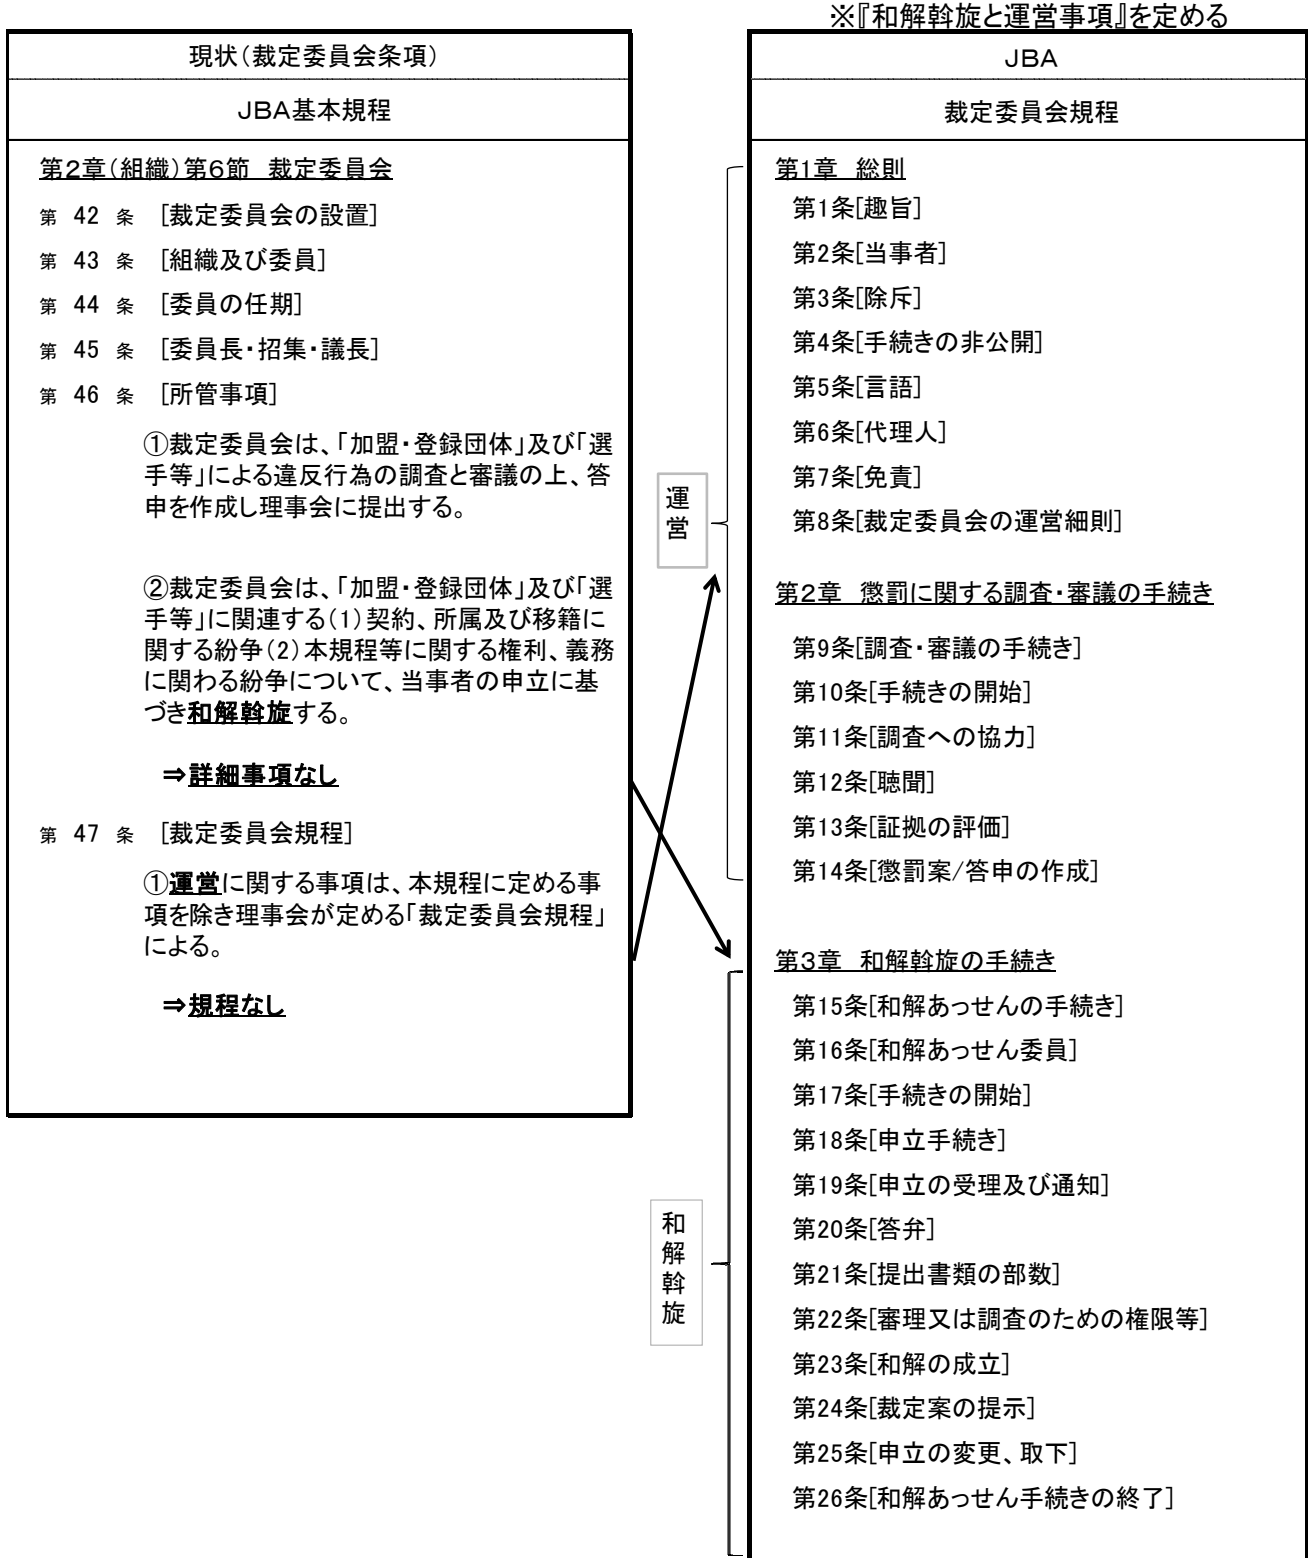 ※『和解斡旋と運営事項』を定める
現状（裁定委員会条項）
JBA基本規程
第2章（組織）第6節　裁定委員会
第 42 条 ［裁定委員会の設置］
第 43 条 ［組織及び委員］
第 44 条 ［委員の任期］
第 45 条 ［委員長・招集・議長］
第 46 条 ［所管事項］
①裁定委員会は、「加盟・登録団体」及び「選
手等」による違反行為の調査と審議の上、答
申を作成し理事会に提出する。
②裁定委員会は、「加盟・登録団体」及び「選
手等」に関連する（1）契約、所属及び移籍に
関する紛争（2）本規程等に関する権利、義務
に関わる紛争について、当事者の申立に基
づき和解斡旋する。
⇒詳細事項なし
第 47 条 ［裁定委員会規程］
①運営に関する事項は、本規程に定める事
項を除き理事会が定める「裁定委員会規程」
による。
⇒規程なし
運
営
和
解
斡
旋
JBA
裁定委員会規程
第1章　総則
第1条［趣旨］
第2条［当事者］
第3条［除斥］
第4条［手続きの非公開］
第5条［言語］
第6条［代理人］
第7条［免責］
第8条［裁定委員会の運営細則］
第2章　懲罰に関する調査・審議の手続き
第9条［調査・審議の手続き］
第10条［手続きの開始］
第11条［調査への協力］
第12条［聴聞］
第13条［証拠の評価］
第14条［懲罰案/答申の作成］
第3章　和解斡旋の手続き
第15条［和解あっせんの手続き］
第16条［和解あっせん委員］
第17条［手続きの開始］
第18条［申立手続き］
第19条［申立の受理及び通知］
第20条［答弁］
第21条［提出書類の部数］
第22条［審理又は調査のための権限等］
第23条［和解の成立］
第24条［裁定案の提示］
第25条［申立の変更、取下］
第26条［和解あっせん手続きの終了］